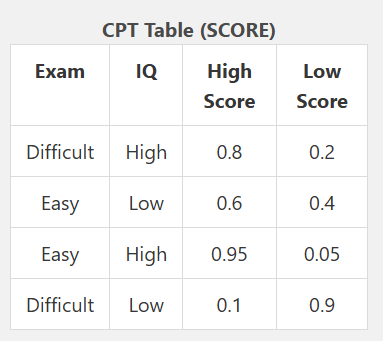 CPT Table (SCORE)
Exam IQ High Score Low Score
Difficult High 0.8 0.2
Easy Low 0.6 0.4
Easy High 0.95 0.05
Difficult Low 0.1 0.9